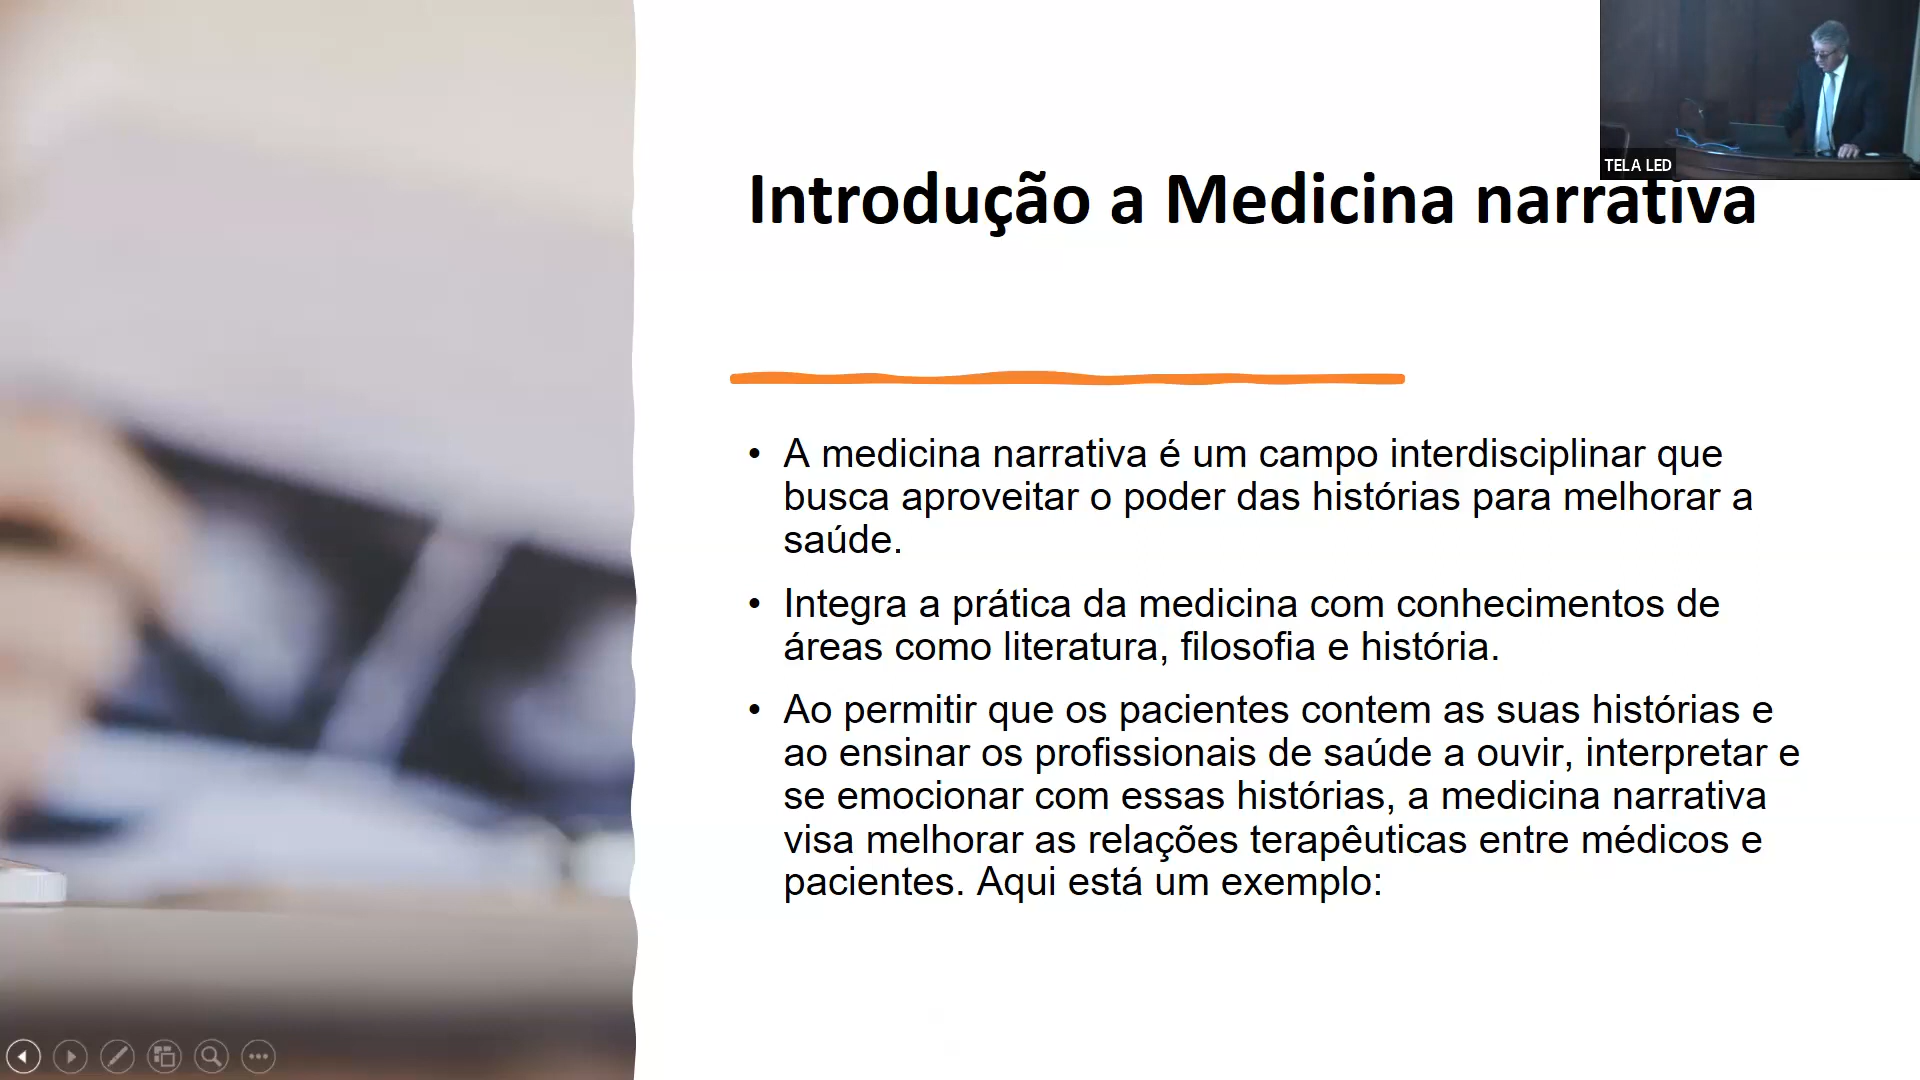 TELA LED
Introdução a Medicina narrativa
• A medicina narrativa é um campo interdisciplinar que
busca aproveitar o poder das histórias para melhorar a
saúde.
• Integra a prática da medicina com conhecimentos de
áreas como literatura, filosofia e história.
• Ao permitir que os pacientes contem as suas histórias e
ao ensinar os profissionais de saúde a ouvir, interpretar e
se emocionar com essas histórias, a medicina narrativa
visa melhorar as relações terapêuticas entre médicos e
pacientes. Aqui está um exemplo: